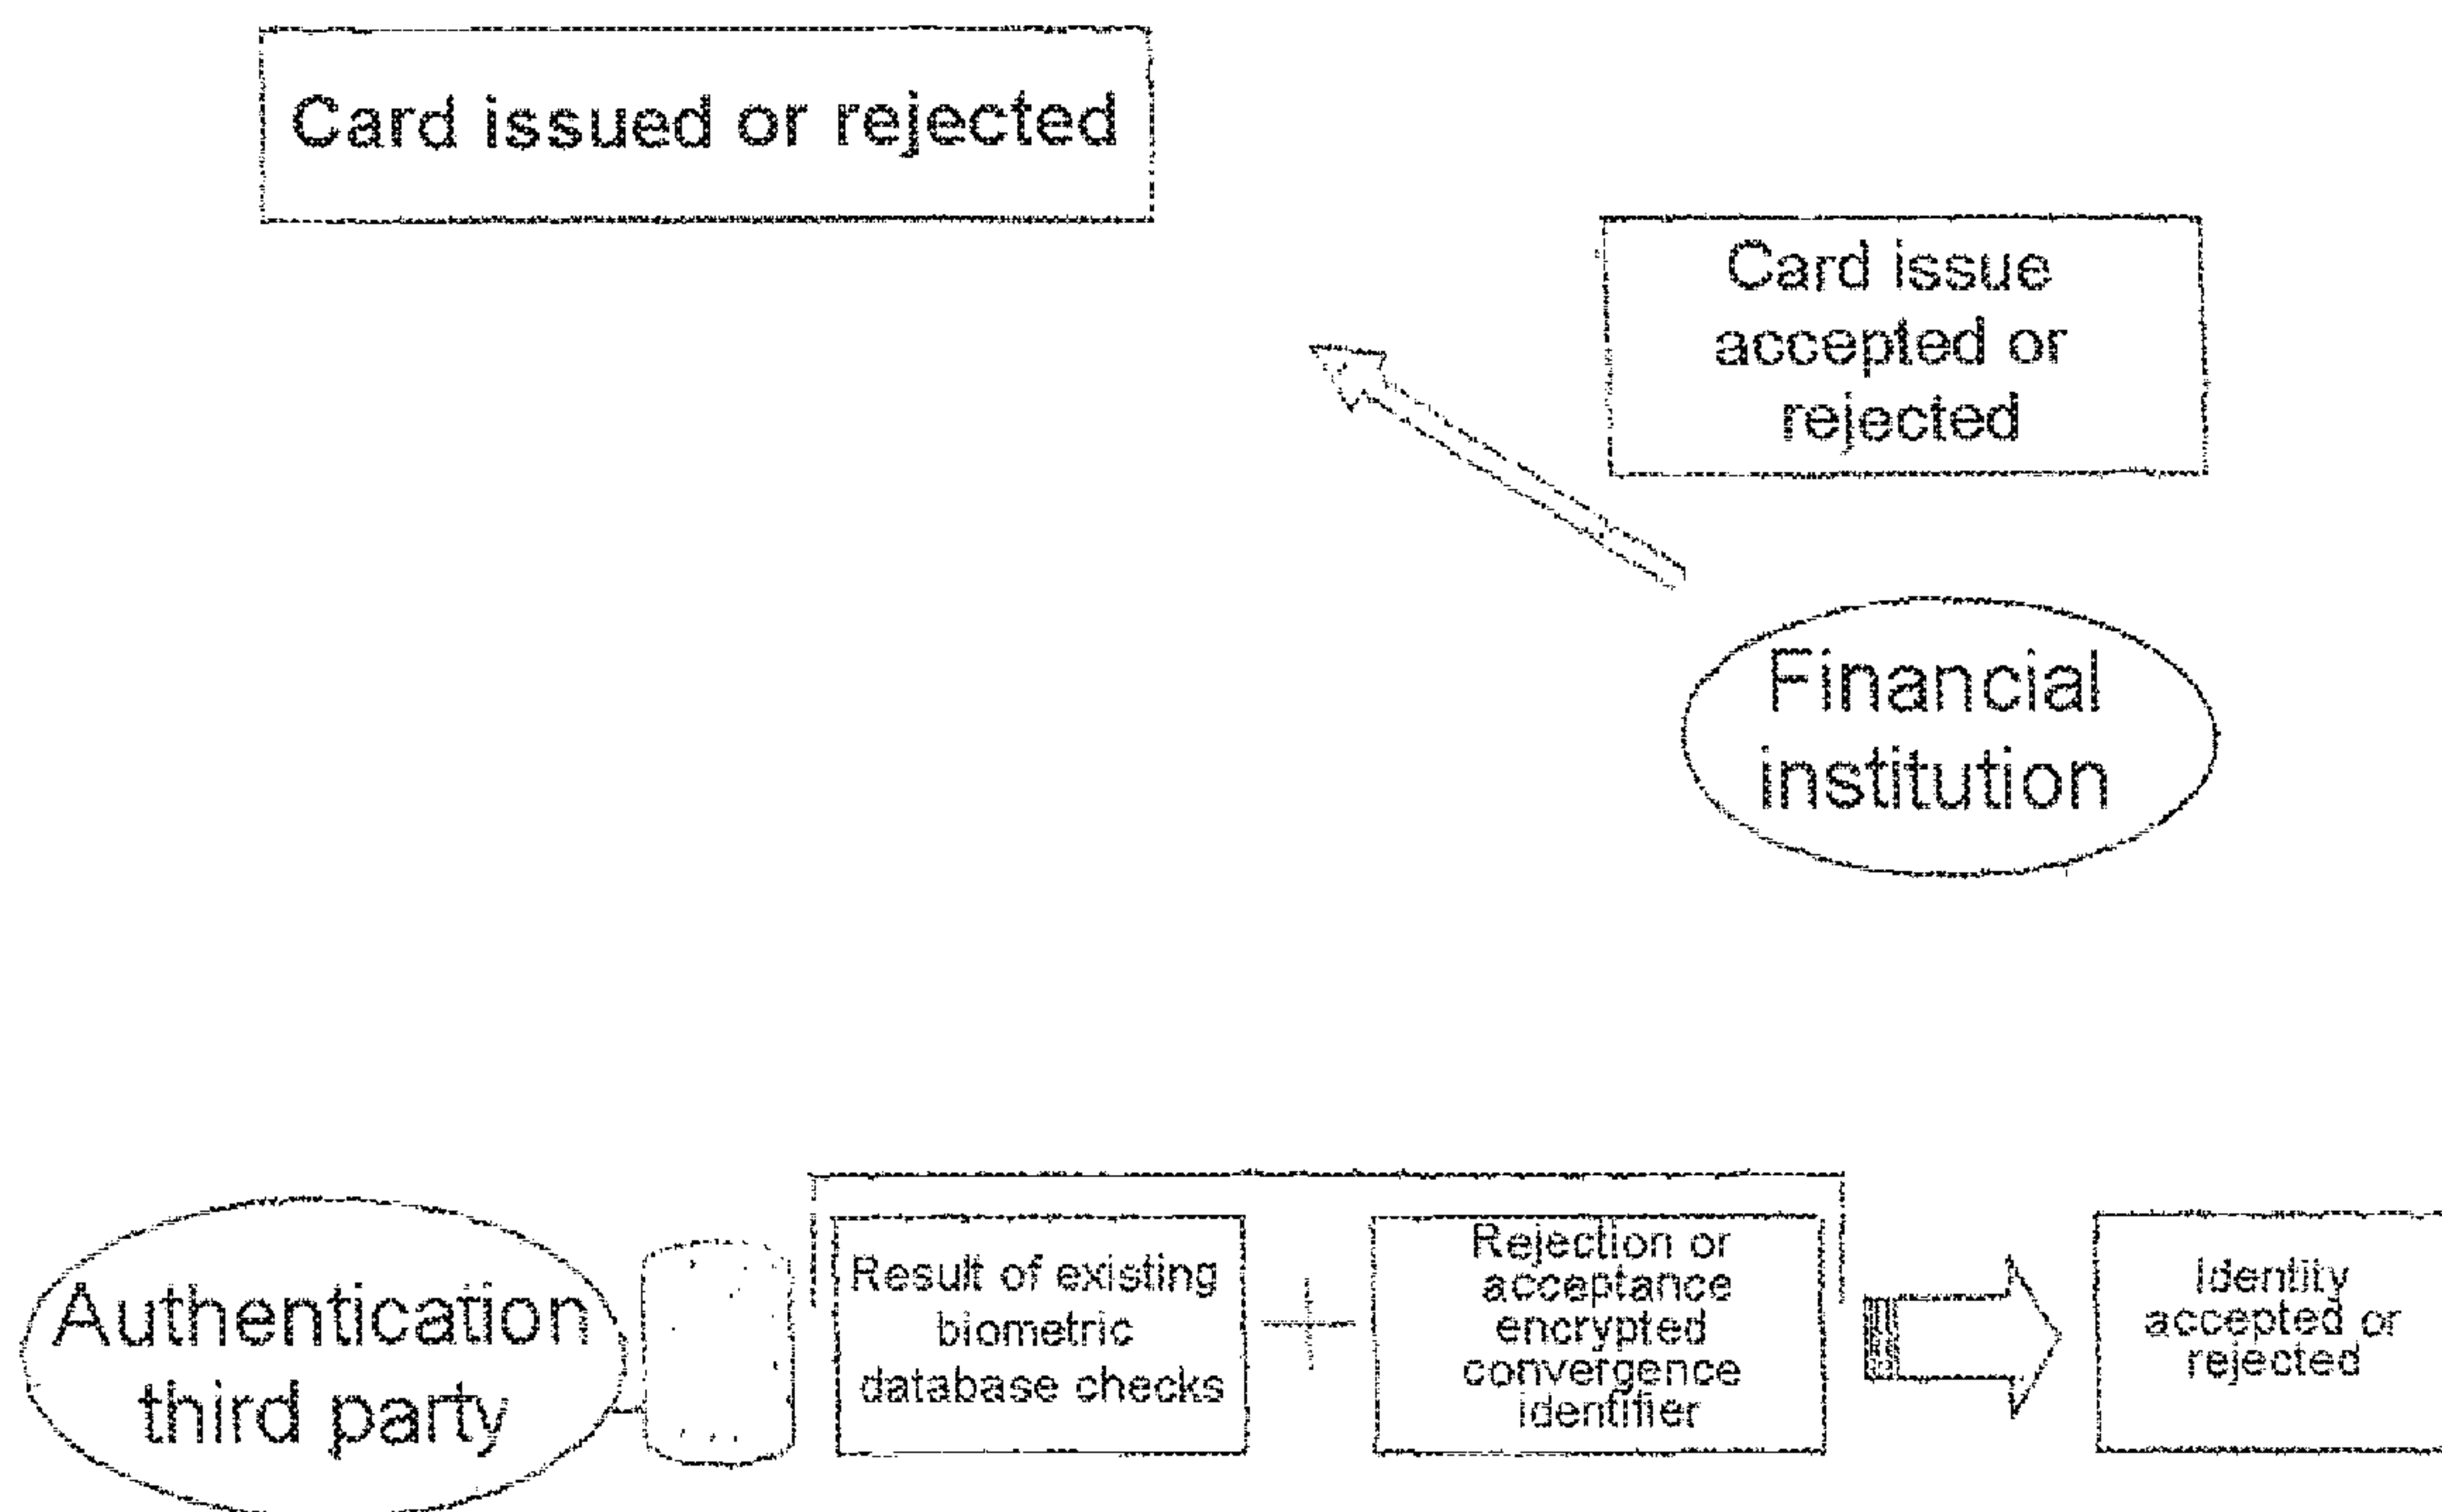 Card issued or rejected
Card issue
accepted or
rejected
Financial
institution
Authentication
third party
Result of existing
biometric
database checks
Rejection or
acceptance
encrypted
convergence
identifier
Identity
accepted or
rejected